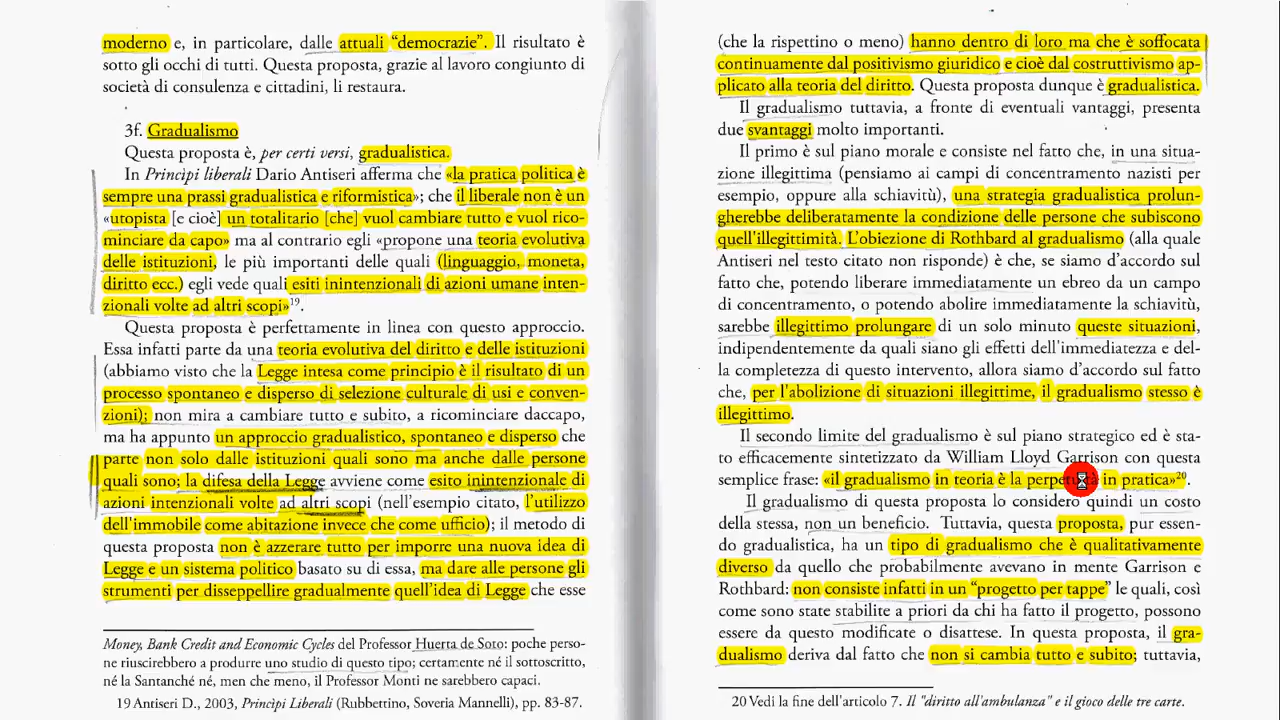 moderno e, in particolare, dalle attuali “democrazie”. Il risultato è
sotto gli occhi di tutti. Questa proposta, grazie al lavoro congiunto di
società di consulenza e cittadini, li restaura.
3f. Gradualismo
Questa proposta è, per certi versi, gradualistica.
In Princìpi liberali Dario Antiseri afferma che «la pratica politica è
sempre una prassi gradualistica e riformistica»; che il liberale non è un
«utopista [e cioè] un totalitario [che] vuol cambiare tutto e vuol rico-
minciare da capo» ma al contrario egli «propone una teoria evolutiva
delle istituzioni, le più importanti delle quali (linguaggio, moneta,
diritto ecc.) egli vede quali esiti inintenzionali di azioni umane inten-
zionali volte ad altri scopi»19.
Questa proposta è perfettamente in linea con questo approccio.
Essa infatti parte da una teoria evolutiva del diritto e delle istituzioni
(abbiamo visto che la Legge intesa come principio è il risultato di un
processo spontaneo e disperso di selezione culturale di usi e conven-
zioni); non mira a cambiare tutto e subito, a ricominciare daccapo,
ma ha appunto un approccio gradualistico, spontaneo e disperso che
parte non solo dalle istituzioni quali sono ma anche dalle persone
quali sono; la difesa della Legge avviene come esito inintenzionale di
azioni intenzionali volte ad altri scopi (nell'esempio citato, l'utilizzo
dell'immobile come abitazione invece che come ufficio); il metodo di
questa proposta non è azzerare tutto per imporre una nuova idea di
Legge e un sistema politico basato su di essa, ma dare alle persone gli
strumenti per disseppellire gradualmente quell'idea di Legge che esse
Money, Bank Credit and Economic Cycles del Professor Huerta de Soto: poche perso-
ne riuscirebbero a produrre uno studio di questo tipo; certamente né il sottoscritto,
né la Santanché né, men che meno, il Professor Monti ne sarebbero capaci.
19 Antiseri D., 2003, Princìpi Liberali (Rubbettino, Soveria Mannelli), pp. 83-87.
(che la rispettino o meno) hanno dentro di loro ma che è soffocata
continuamente dal positivismo giuridico e cioè dal costruttivismo ap-
plicato alla teoria del diritto. Questa proposta dunque è gradualistica.
Il gradualismo tuttavia, a fronte di eventuali vantaggi, presenta
due svantaggi molto importanti.
Il primo è sul piano morale e consiste nel fatto che, in una situa-
zione illegittima (pensiamo ai campi di concentramento nazisti per
esempio, oppure alla schiavitù), una strategia gradualistica prolun-
gherebbe deliberatamente la condizione delle persone che subiscono
quell'illegittimità. L'obiezione di Rothbard al gradualismo (alla quale
Antiseri nel testo citato non risponde) è che, se siamo d'accordo sul
fatto che, potendo liberare immediatamente un ebreo da un campo
di concentramento, o potendo abolire immediatamente la schiavitù,
sarebbe illegittimo prolungare di un solo minuto queste situazioni,
indipendentemente da quali siano gli effetti dell'immediatezza e del-
la completezza di questo intervento, allora siamo d'accordo sul fatto
che, per l'abolizione di situazioni illegittime, il gradualismo stesso è
illegittimo.
Il secondo limite del gradualismo è sul piano strategico ed è sta-
to efficacemente sintetizzato da William Lloyd Garrison con questa
semplice frase: «il gradualismo in teoria è la in pratica»20.
Il gradualismo di questa proposta lo considero quindi un costo
della stessa, non un beneficio. Tuttavia, questa proposta, pur essen-
do gradualistica, ha un tipo di gradualismo che è qualitativamente
diverso da quello che probabilmente avevano in mente Garrison e
Rothbard: non consiste infatti in un “progetto per tappe” le quali, così
come sono state stabilite a priori da chi ha fatto il progetto, possono
essere da questo modificate o disattese. In questa proposta, il gra-
dualismo deriva dal fatto che non si cambia tutto e subito; tuttavia,
20 Vedi la fine dell'articolo 7. Il "diritto all'ambulanza" e il gioco delle tre carte.